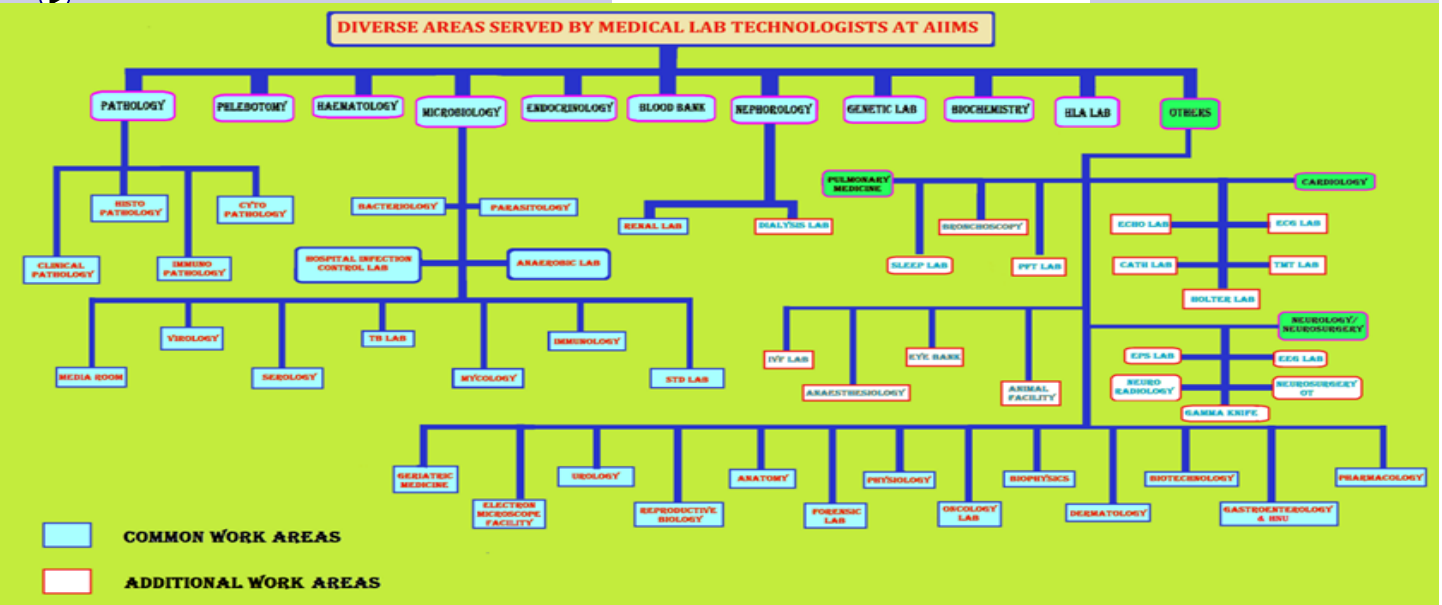 DIVERSE AREAS SERVED BY MEDICAL LAB TECHNOLOGISTS AT AIIMS
PATHOLOGY
PHLEBOTOMY
HAEMATOLOGY
MICROBIOLOGY
ENDOCRINOLOGY
BLOOD BANK
NEPHOROLOGY
GENETIC LAB
BIOCHEMISTRY
HLA LAB
OTHERS
HISTO
PATHOLOGY
CYTO
PATHOLOGY
CLINICAL
PATHOLOGY
IMMUNO
PATHOLOGY
BACTERIOLOGY
PARASITOLOGY
HOSPITAL INFECTION
CONTROL LAB
ANAEROBIC LAB
MEDIA ROOM
VIROLOGY
SEROLOGY
TB LAB
MYCOLOGY
IMMUNOLOGY
STD LAB
RENAL LAB
DIALYSIS LAB
PULMONARY
MEDICINE
CARDIOLOGY
BRONCHOSCOPY
SLEEP LAB
PFT LAB
ECHO LAB
ECG LAB
CATH LAB
TMT LAB
HOLTER LAB
NEUROLOGY/
NEUROSURGERY
EPS LAB
EEG LAB
NEURO
RADIOLOGY
NEUROSURGERY
OT
GAMMA KNIFE
IVF LAB
ANAESTHESIOLOGY
EYE BANK
ANIMAL
FACILITY
GERIATRIC
MEDICINE
ELECTRON
MICROSCOPE
FACILITY
UROLOGY
REPRODUCTIVE
BIOLOGY
ANATOMY
FORENSIC
LAB
PHYSIOLOGY
ONCOLOGY
LAB
BIOPHYSICS
DERMATOLOGY
BIOTECHNOLOGY
GASTROENTEROLOGY
& HNU
PHARMACOLOGY
COMMON WORK AREAS
ADDITIONAL WORK AREAS